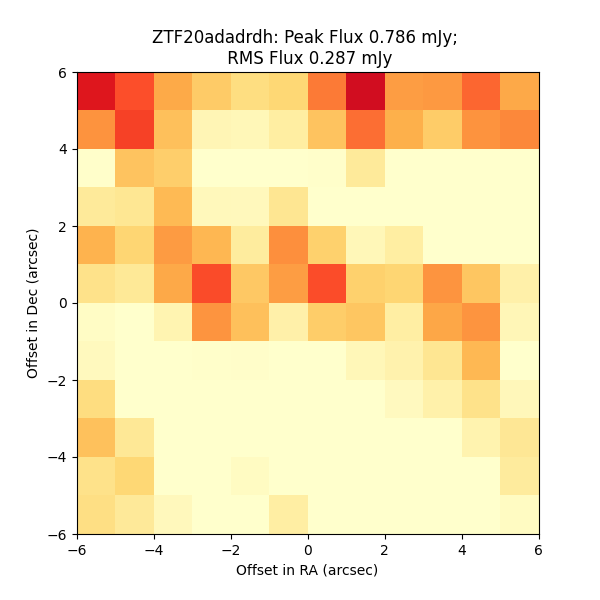 ZTF20adadrdh: Peak Flux 0.786 mJy;
RMS Flux 0.287 mJy
6
4
2
0
−2
−4
−6
Offset in Dec (arcsec)
−6 −4 −2 0 2 4 6
Offset in RA (arcsec)